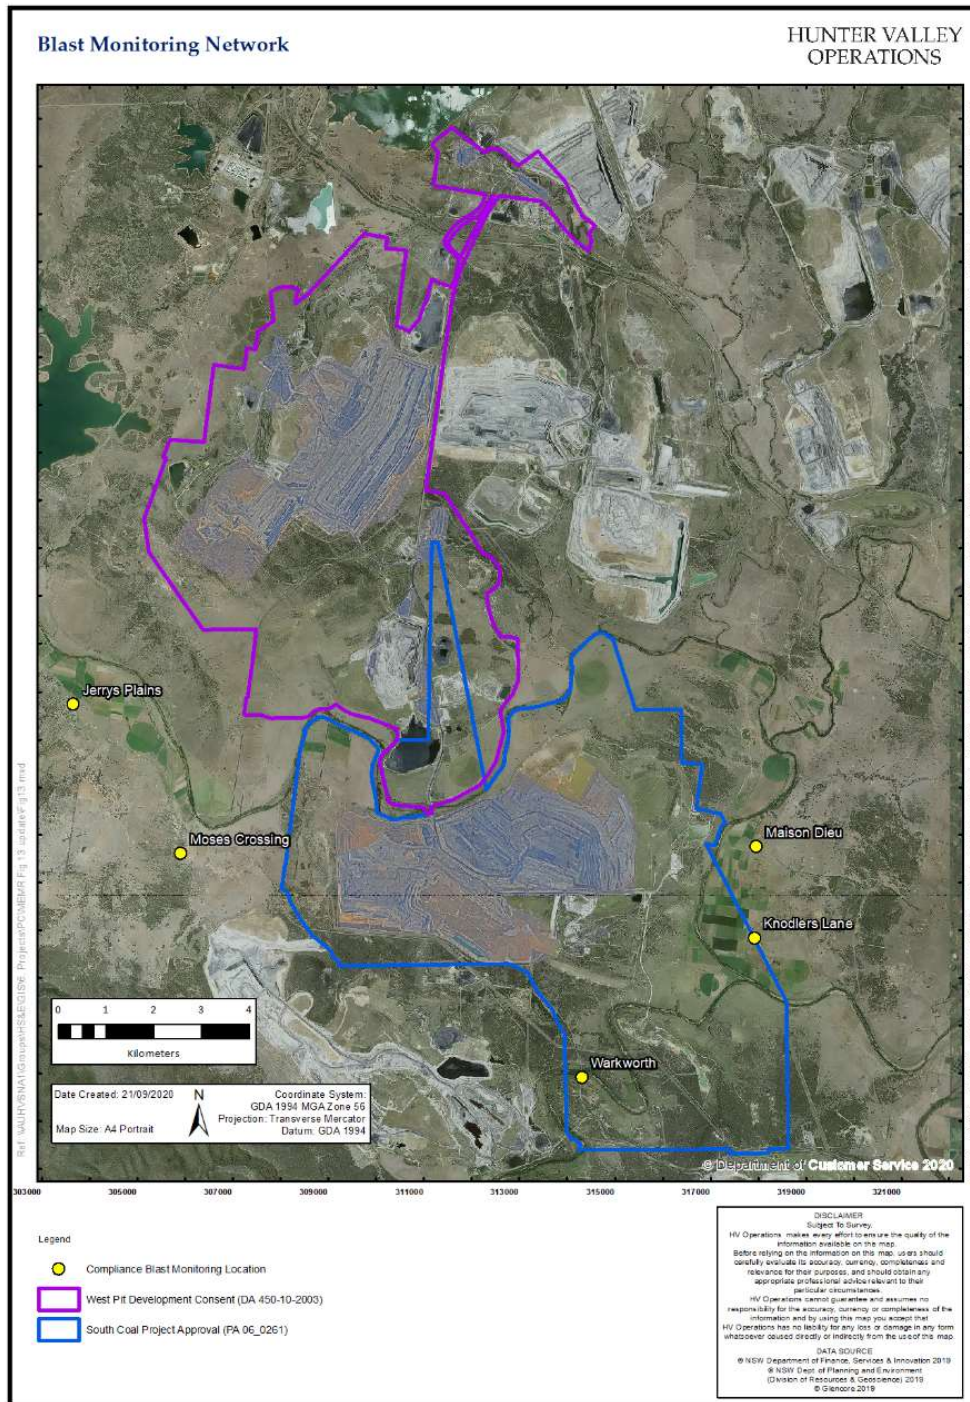 Blast Monitoring Network
HUNTER VALLEY
OPERATIONS
Jerrys Plains
Moses Crossing
Maison Dieu
Knodlers Lane
Warkworth
0 1 2 3 4
Kilometers
Date Created: 21/09/2020
Map Size: A4 Portrait
N
Coordinate System:
GDA 1994 MGA Zone 56
Projection: Transverse Mercator
Datum: GDA 1994
© Department of Customer Service 2020
303000 305000 307000 309000 311000 313000 315000 317000 319000 321000
Legend
Compliance Blast Monitoring Location
West Pit Development Consent (DA 450-10-2003)
South Coal Project Approval (PA 06_0261)
DISCLAIMER
Subject To Survey.
HV Operations makes every effort to ensure the quality of the
information available on this map.
Before relying on the information on this map, users should
carefully evaluate its accuracy, currency, completeness and
relevance for their purposes, and should obtain any
appropriate professional advice relevant to their
particular circumstances.
HV Operations cannot guarantee and assumes no
responsibility for the accuracy, currency or completeness of the
information and by using this map you accept that
HV Operations has no liability for any loss or damage in any form
whatsoever caused directly or indirectly from the use of this map.
DATA SOURCE
© NSW Department of Finance, Services & Innovation 2019
© NSW Dept. of Planning and Environment
(Division of Resources & Geoscience) 2019
© Glencore 2019